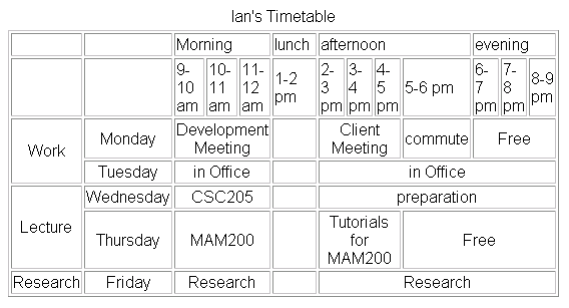 Ian's Timetable
Morning lunch afternoon evening
9-10 am 10-11 am 11-12 am 1-2 pm 2-3 pm 3-4 pm 4-5 pm 5-6 pm 6-7 pm 7-8 pm 8-9 pm
Work Monday Development Meeting Client Meeting commute Free
Tuesday in Office in Office
Lecture Wednesday CSC205 preparation
Thursday MAM200 Tutorials for MAM200 Free
Research Friday Research Research